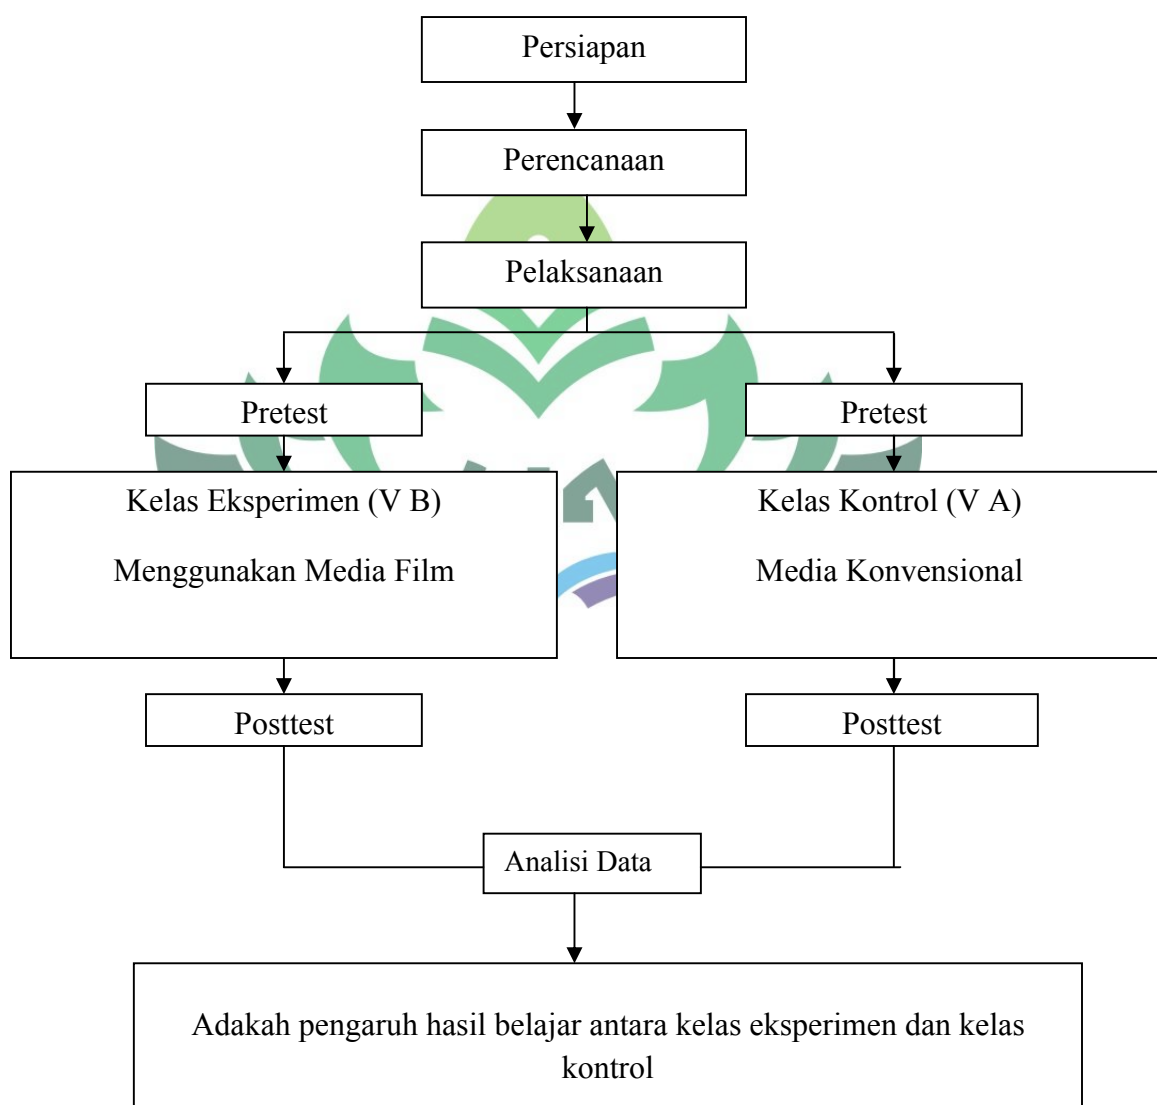 Persiapan
Perencanaan
Pelaksanaan
Pretest
Pretest
Kelas Eksperimen (V B)
Menggunakan Media Film
Kelas Kontrol (V A)
Media Konvensional
Posttest
Posttest
Analisi Data
Adakah pengaruh hasil belajar antara kelas eksperimen dan kelas
kontrol